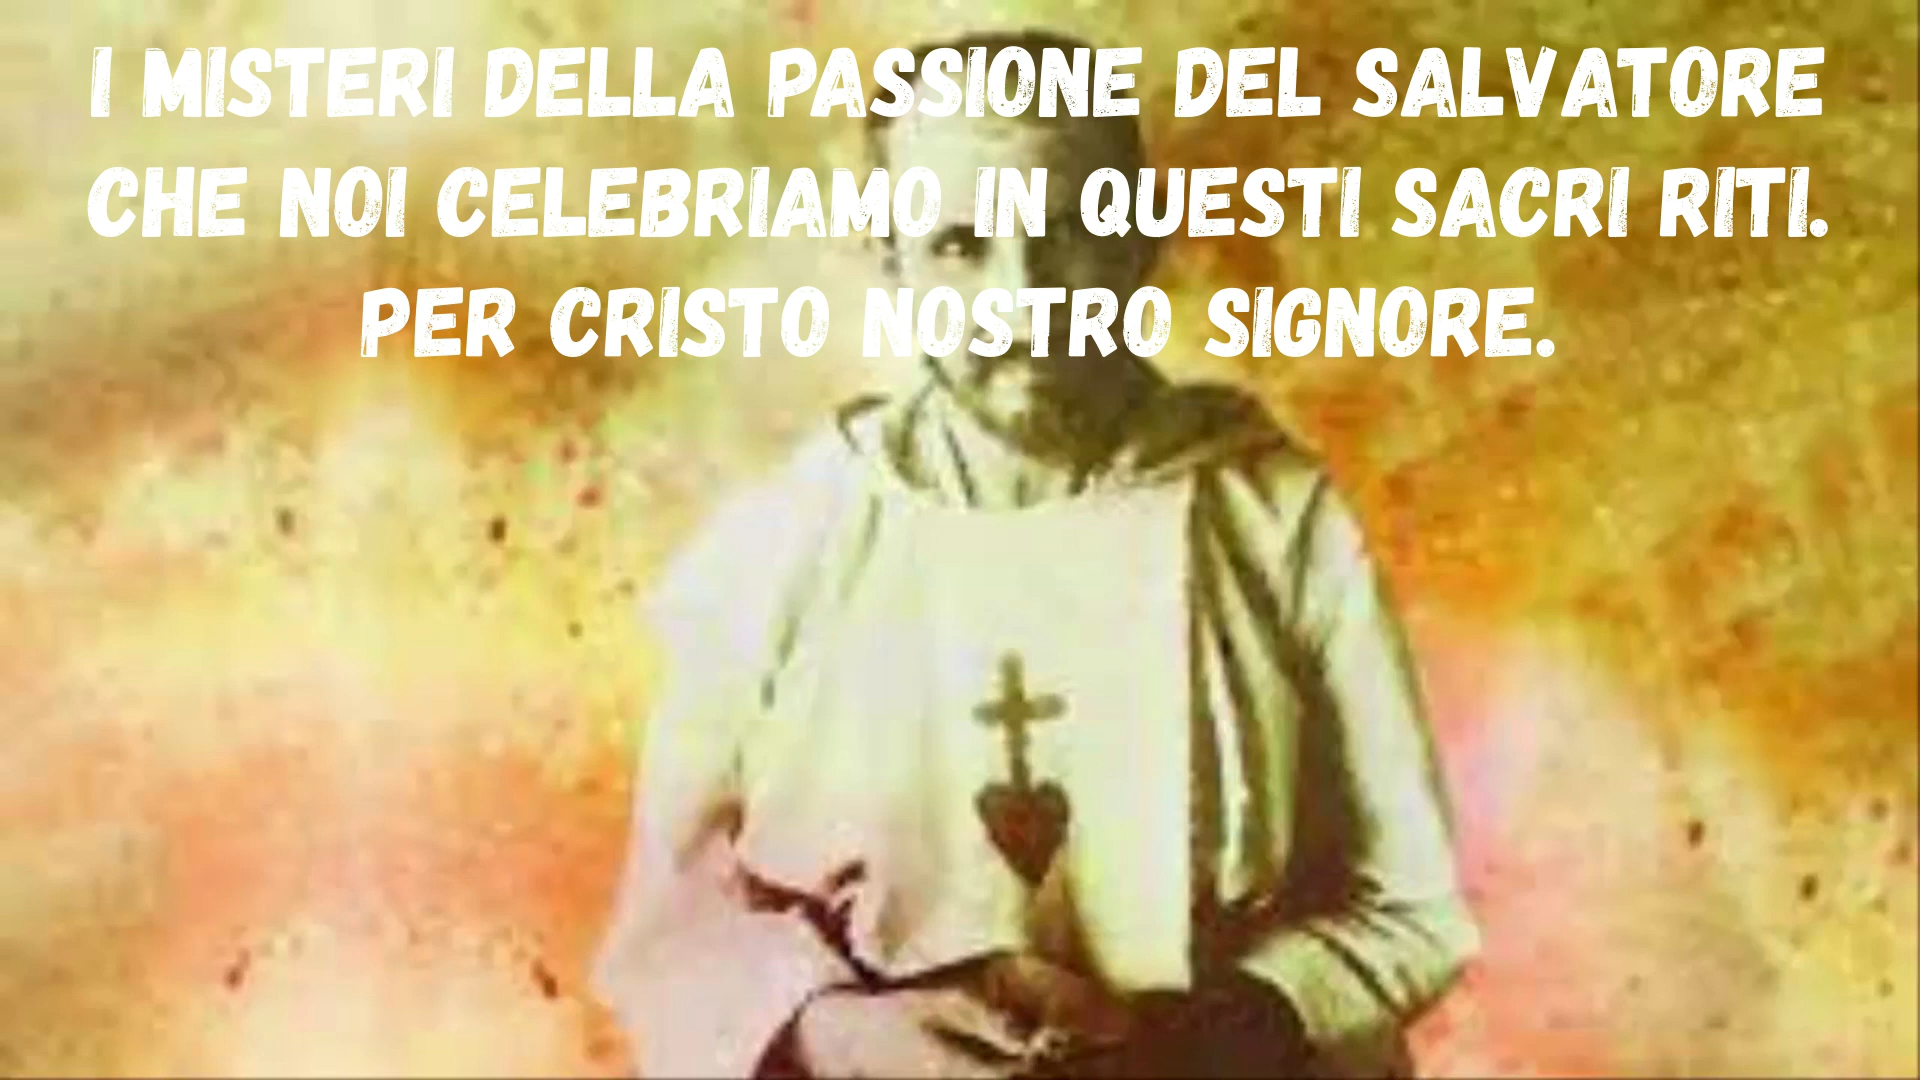 I MISTERI DELLA PASSIONE DEL SALVATORE
CHE NOI CELEBRIAMO IN QUESTI SACRI RITI.
PER CRISTO NOSTRO SIGNORE.